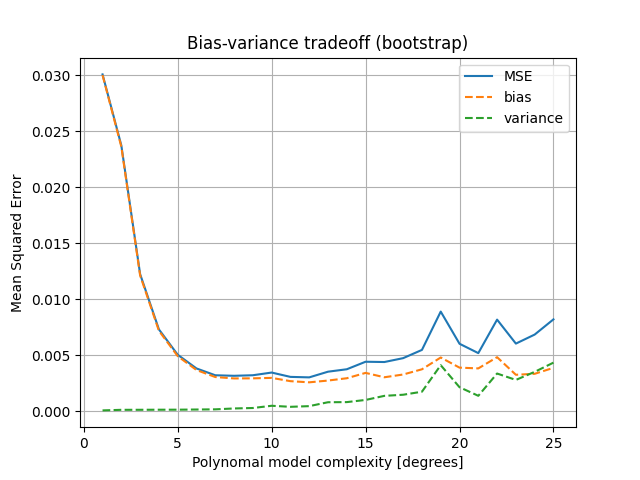 Bias-variance tradeoff (bootstrap)
MSE
bias
variance
Mean Squared Error
0.030
0.025
0.020
0.015
0.010
0.005
0.000
0 5 10 15 20 25
Polynomal model complexity [degrees]